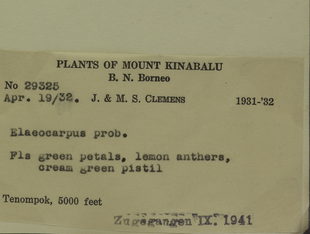 PLANTS OF MOUNT KINABALU
B. N. Borneo
No 29325
Apr. 19/32. J. & M. S. CLEMENS 1931-'32
Elaeocarpus prob.
Fls green petals, lemon anthers,
cream green pistil
Tenompok, 5000 feet
Zugegangen IX. 1941